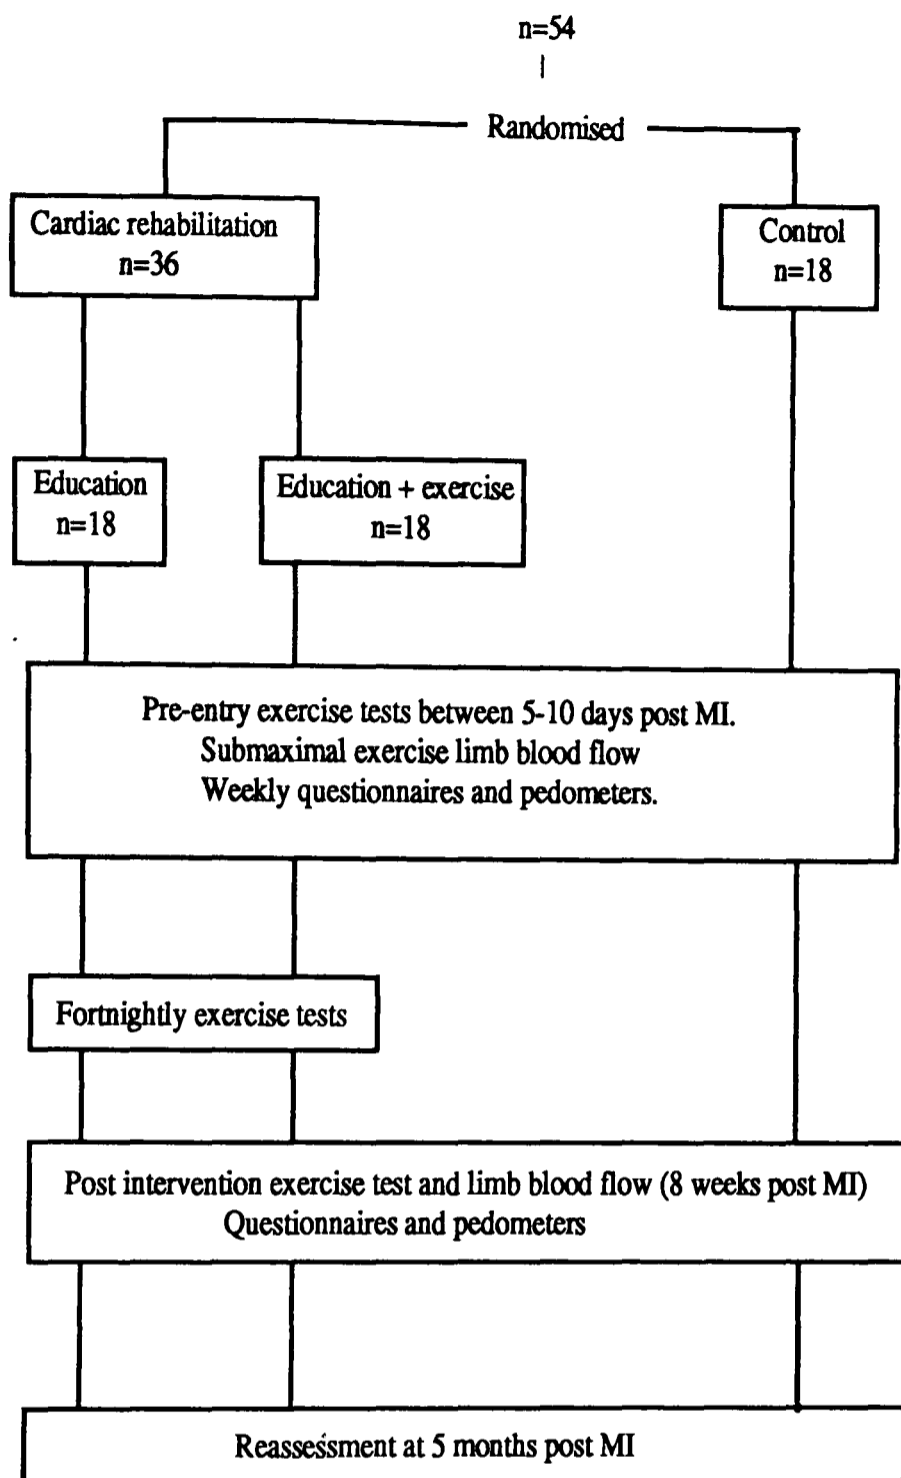 n=54
Randomised
Cardiac rehabilitation
n=36
Control
n=18
Education
n=18
Education + exercise
n=18
Pre-entry exercise tests between 5-10 days post MI.
Submaximal exercise limb blood flow
Weekly questionnaires and pedometers.
Fortnightly exercise tests
Post intervention exercise test and limb blood flow (8 weeks post MI)
Questionnaires and pedometers
Reassessment at 5 months post MI